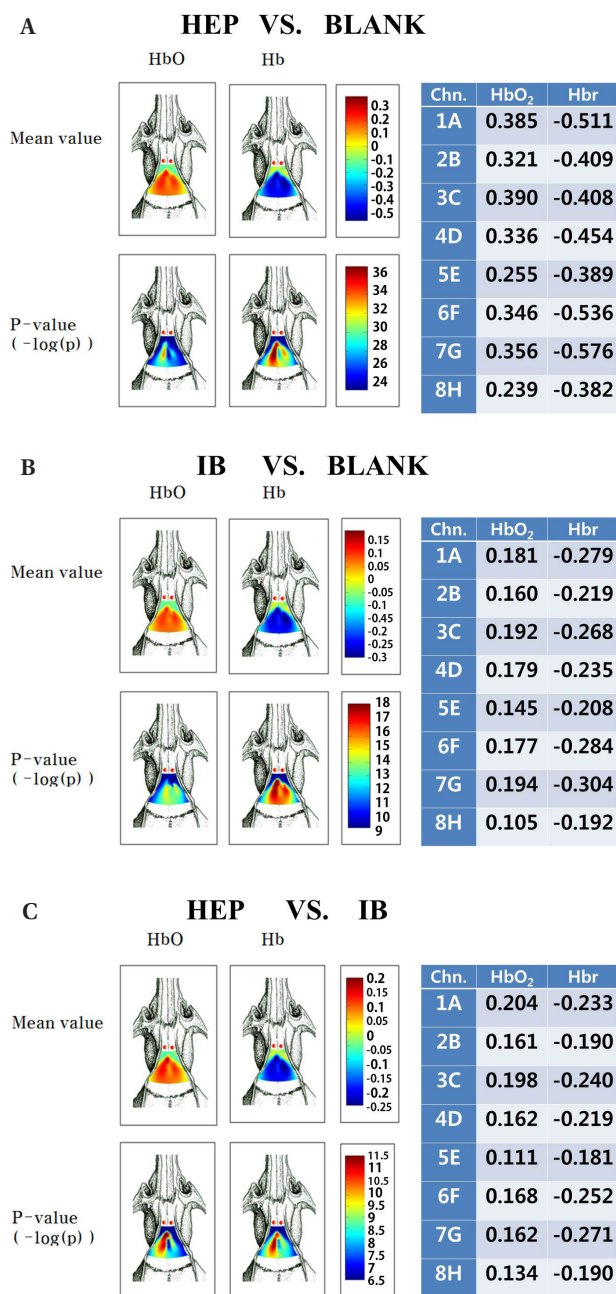 A
HEP VS. BLANK
HbO Hb
Mean value
0.3
0.2
0.1
0
-0.1
-0.2
-0.3
-0.4
-0.5
P-value
(-log(p))
36
34
32
30
28
26
24
Chn. HbO₂ Hbr
1A 0.385 -0.511
2B 0.321 -0.409
3C 0.390 -0.408
4D 0.336 -0.454
5E 0.255 -0.389
6F 0.346 -0.536
7G 0.356 -0.576
8H 0.239 -0.382
B
IB VS. BLANK
HbO Hb
Mean value
0.15
0.1
0.05
0
-0.05
-0.1
-0.15
-0.2
-0.25
-0.3
P-value
(-log(p))
18
17
16
15
14
13
12
11
10
9
Chn. HbO₂ Hbr
1A 0.181 -0.279
2B 0.160 -0.219
3C 0.192 -0.268
4D 0.179 -0.235
5E 0.145 -0.208
6F 0.177 -0.284
7G 0.194 -0.304
8H 0.105 -0.192
C
HEP VS. IB
HbO Hb
Mean value
0.2
0.15
0.1
0.05
0
-0.05
-0.1
-0.15
-0.2
-0.25
P-value
(-log(p))
11.5
11
10.5
10
9.5
9
8.5
8
7.5
7
6.5
Chn. HbO₂ Hbr
1A 0.204 -0.233
2B 0.161 -0.190
3C 0.198 -0.240
4D 0.162 -0.219
5E 0.111 -0.181
6F 0.168 -0.252
7G 0.162 -0.271
8H 0.134 -0.190